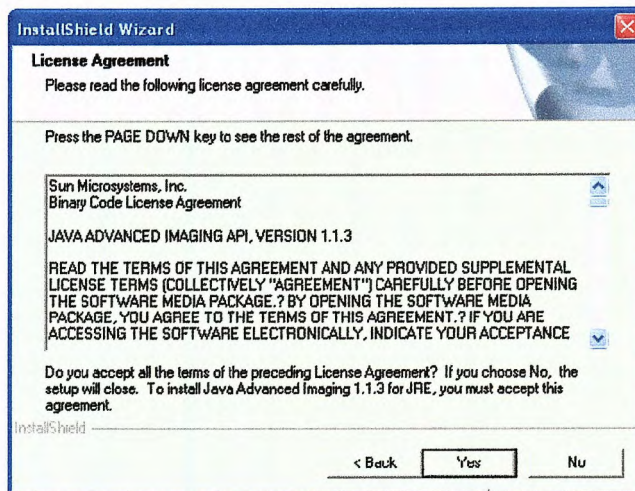 InstallShield Wizard
License Agreement
Please read the following license agreement carefully.
Press the PAGE DOWN key to see the rest of the agreement.
Sun Microsystems, Inc.
Binary Code License Agreement
JAVA ADVANCED IMAGING API, VERSION 1.1.3
READ THE TERMS OF THIS AGREEMENT AND ANY PROVIDED SUPPLEMENTAL
LICENSE TERMS (COLLECTIVELY "AGREEMENT") CAREFULLY BEFORE OPENING
THE SOFTWARE MEDIA PACKAGE.? BY OPENING THE SOFTWARE MEDIA
PACKAGE, YOU AGREE TO THE TERMS OF THIS AGREEMENT.? IF YOU ARE
ACCESSING THE SOFTWARE ELECTRONICALLY, INDICATE YOUR ACCEPTANCE
Do you accept all the terms of the preceding License Agreement? If you choose No, the
setup will close. To install Java Advanced Imaging 1.1.3 for JRE, you must accept this
agreement.
InstallShield
< Back Yes No